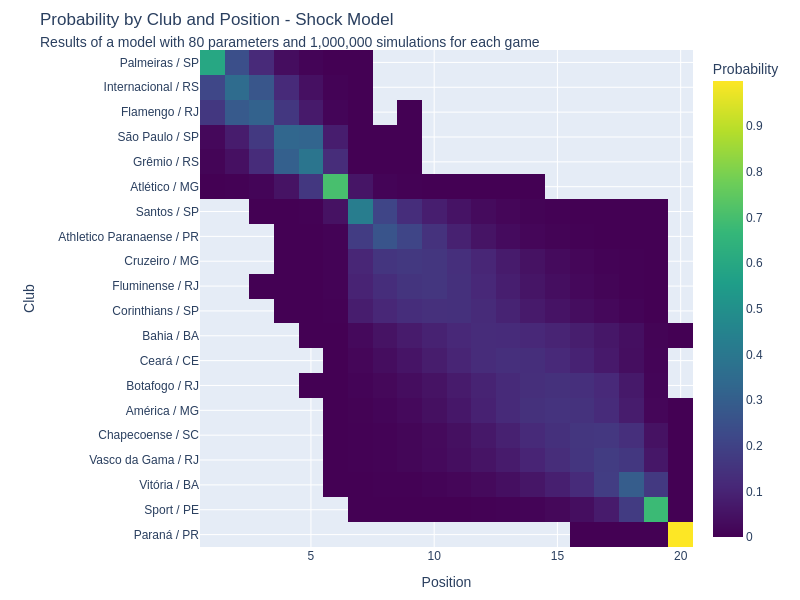 Probability by Club and Position - Shock Model
Results of a model with 80 parameters and 1,000,000 simulations for each game
Probability
Palmeiras / SP
Internacional / RS
Flamengo / RJ
São Paulo / SP
Grêmio / RS
Atlético / MG
Santos / SP
Athletico Paranaense / PR
Cruzeiro / MG
Fluminense / RJ
Corinthians / SP
Bahia / BA
Ceará / CE
Botafogo / RJ
América / MG
Chapecoense / SC
Vasco da Gama / RJ
Vitória / BA
Sport / PE
Paraná / PR
Club
5
10
15
20
Position
0.9
0.8
0.7
0.6
0.5
0.4
0.3
0.2
0.1
0